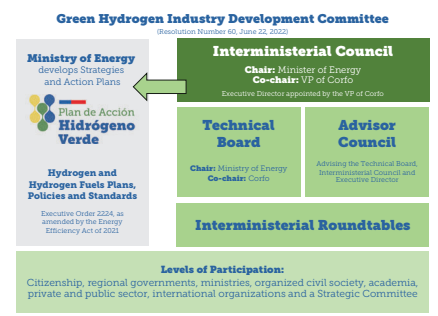 Green Hydrogen Industry Development Committee
(Resolution Number 60, June 22, 2022)
Ministry of Energy
develops Strategies
and Action Plans
Plan de Acción
Hidrógeno
Verde
Hydrogen and
Hydrogen Fuels Plans,
Policies and Standards
Executive Order 2224, as
amended by the Energy
Efficiency Act of 2021
Interministerial Council
Chair: Minister of Energy
Co-chair: VP of Corfo
Executive Director appointed by the VP of Corfo
Technical
Board
Chair: Ministry of Energy
Co-chair: Corfo
Advisor
Council
Advising the Technical Board,
Interministerial Council and
Executive Director
Interministerial Roundtables
Levels of Participation:
Citizenship, regional governments, ministries, organized civil society, academia,
private and public sector, international organizations and a Strategic Committee